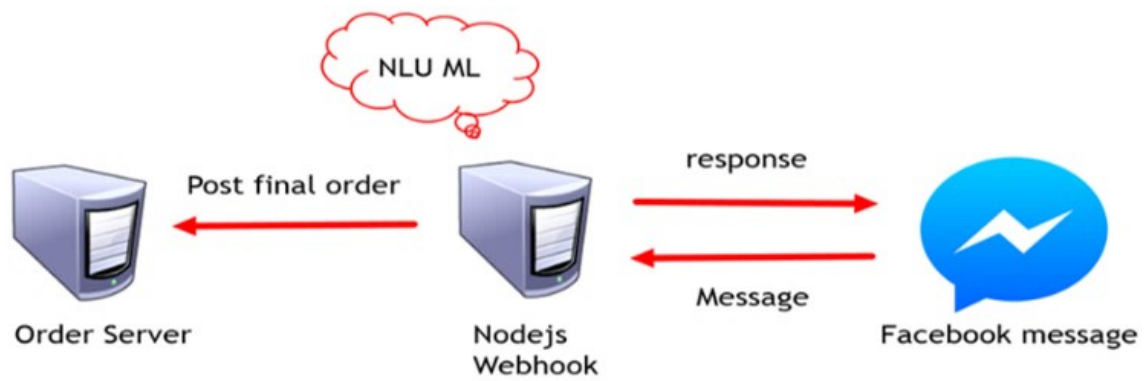 NLU ML
Post final order
response
Message
Order Server
Nodejs
Webhook
Facebook message